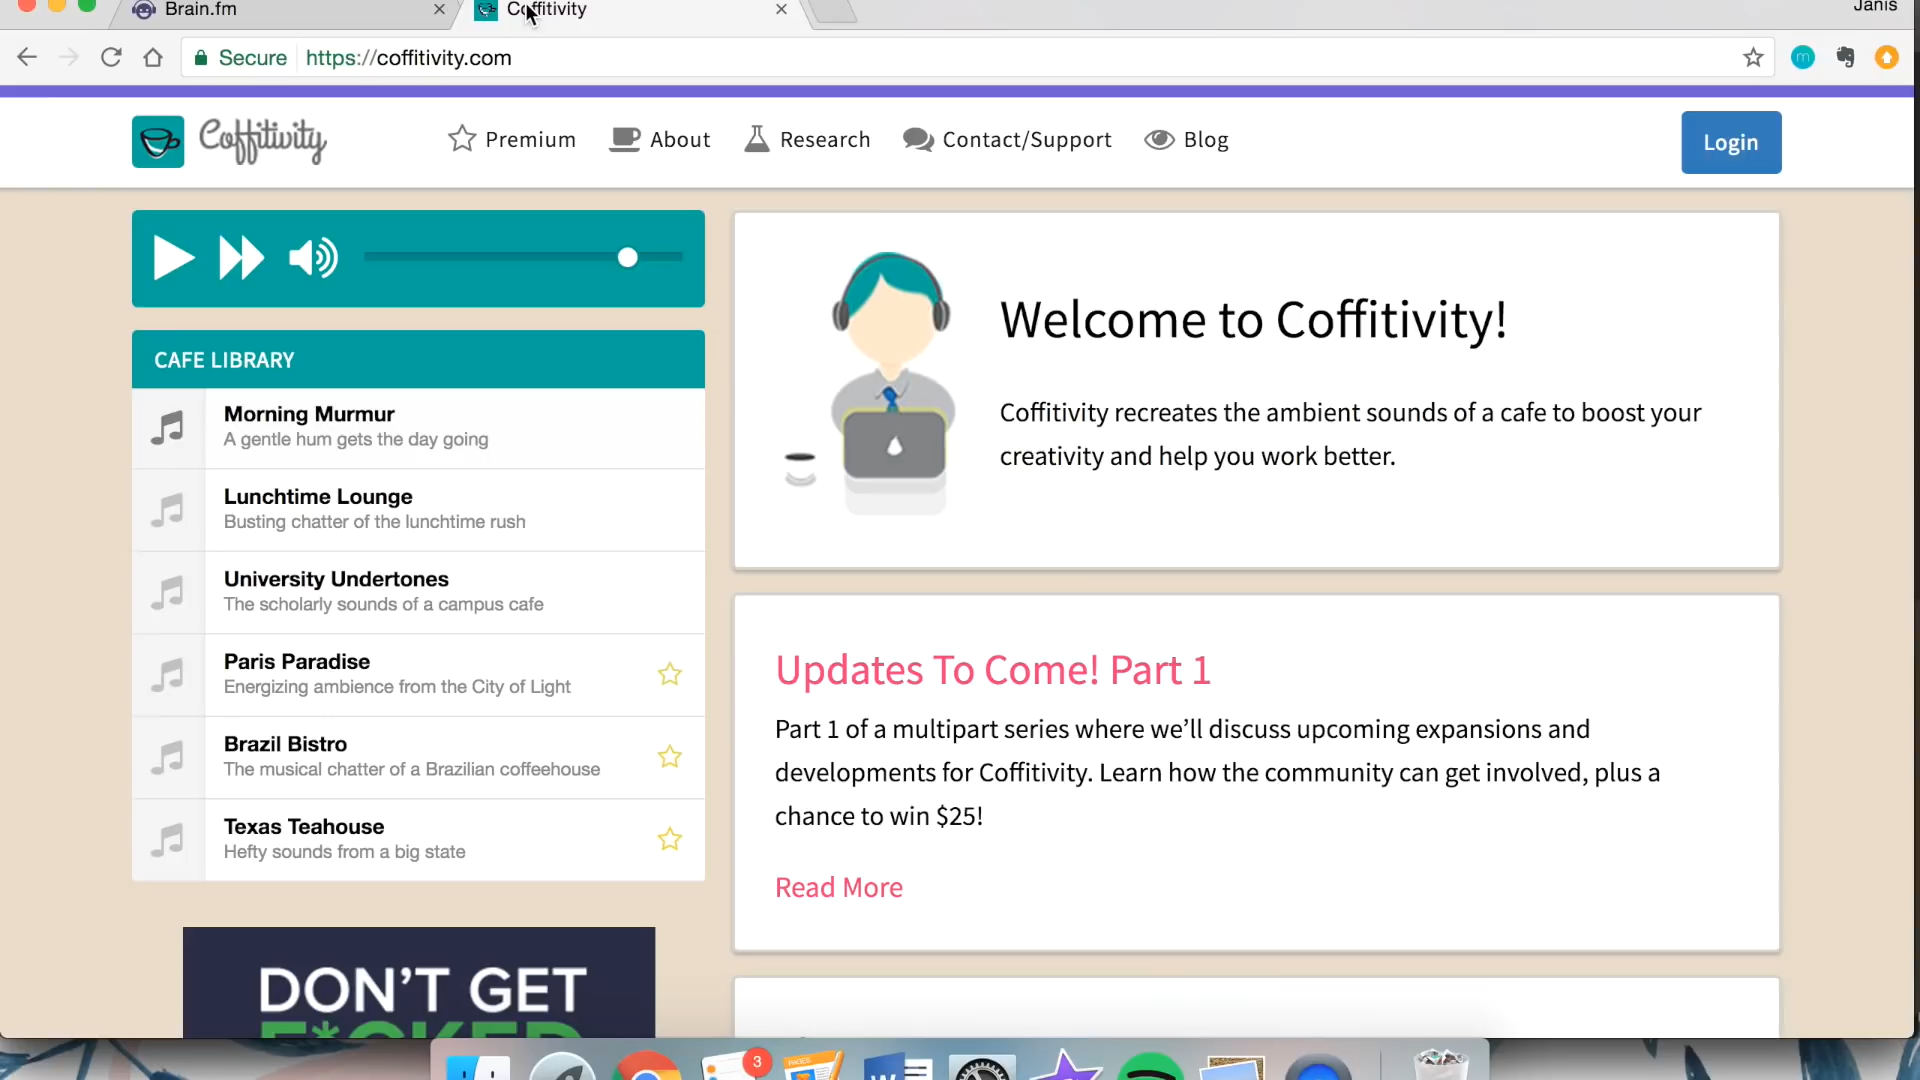 Brain.fm
Coffitivity
Janis
Secure
https://coffitivity.com
Coffitivity
Premium
About
Research
Contact/Support
Blog
Login
CAFE LIBRARY
Morning Murmur
A gentle hum gets the day going
Lunchtime Lounge
Busting chatter of the lunchtime rush
University Undertones
The scholarly sounds of a campus cafe
Paris Paradise
Energizing ambience from the City of Light
Brazil Bistro
The musical chatter of a Brazilian coffeehouse
Texas Teahouse
Hefty sounds from a big state
DON'T GET
F*CKED
Welcome to Coffitivity!
Coffitivity recreates the ambient sounds of a cafe to boost your
creativity and help you work better.
Updates To Come! Part 1
Part 1 of a multipart series where we’ll discuss upcoming expansions and
developments for Coffitivity. Learn how the community can get involved, plus a
chance to win $25!
Read More
3
PAGES
W